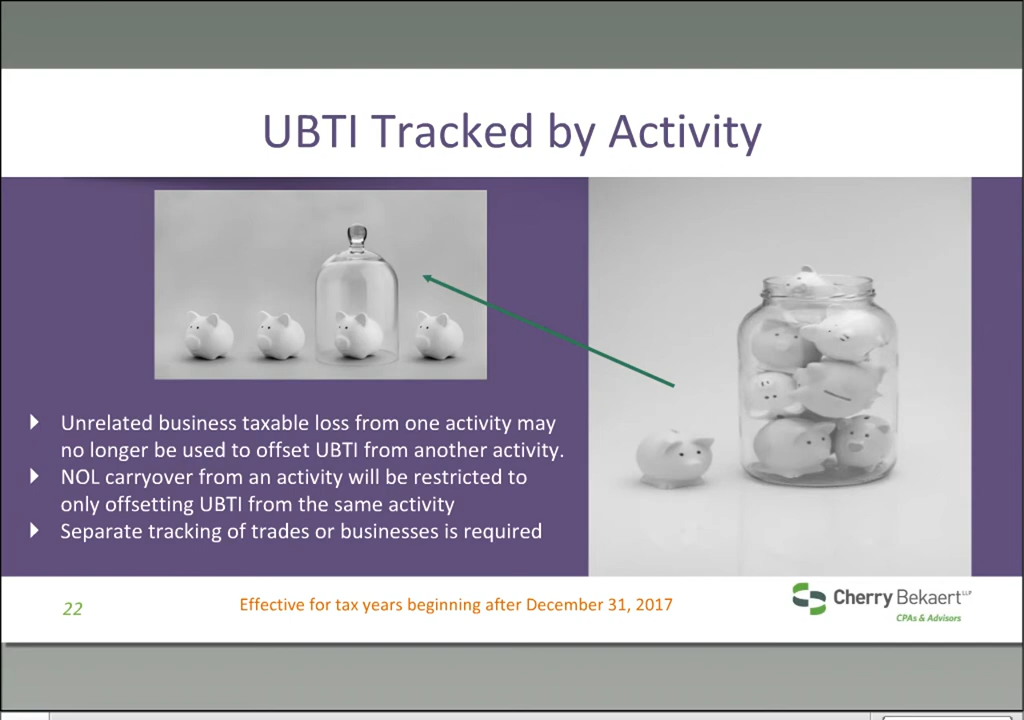 UBTI Tracked by Activity
Unrelated business taxable loss from one activity may
no longer be used to offset UBTI from another activity.
NOL carryover from an activity will be restricted to
only offsetting UBTI from the same activity
Separate tracking of trades or businesses is required
22
Effective for tax years beginning after December 31, 2017
Cherry Bekaert LLP
CPAs & Advisors